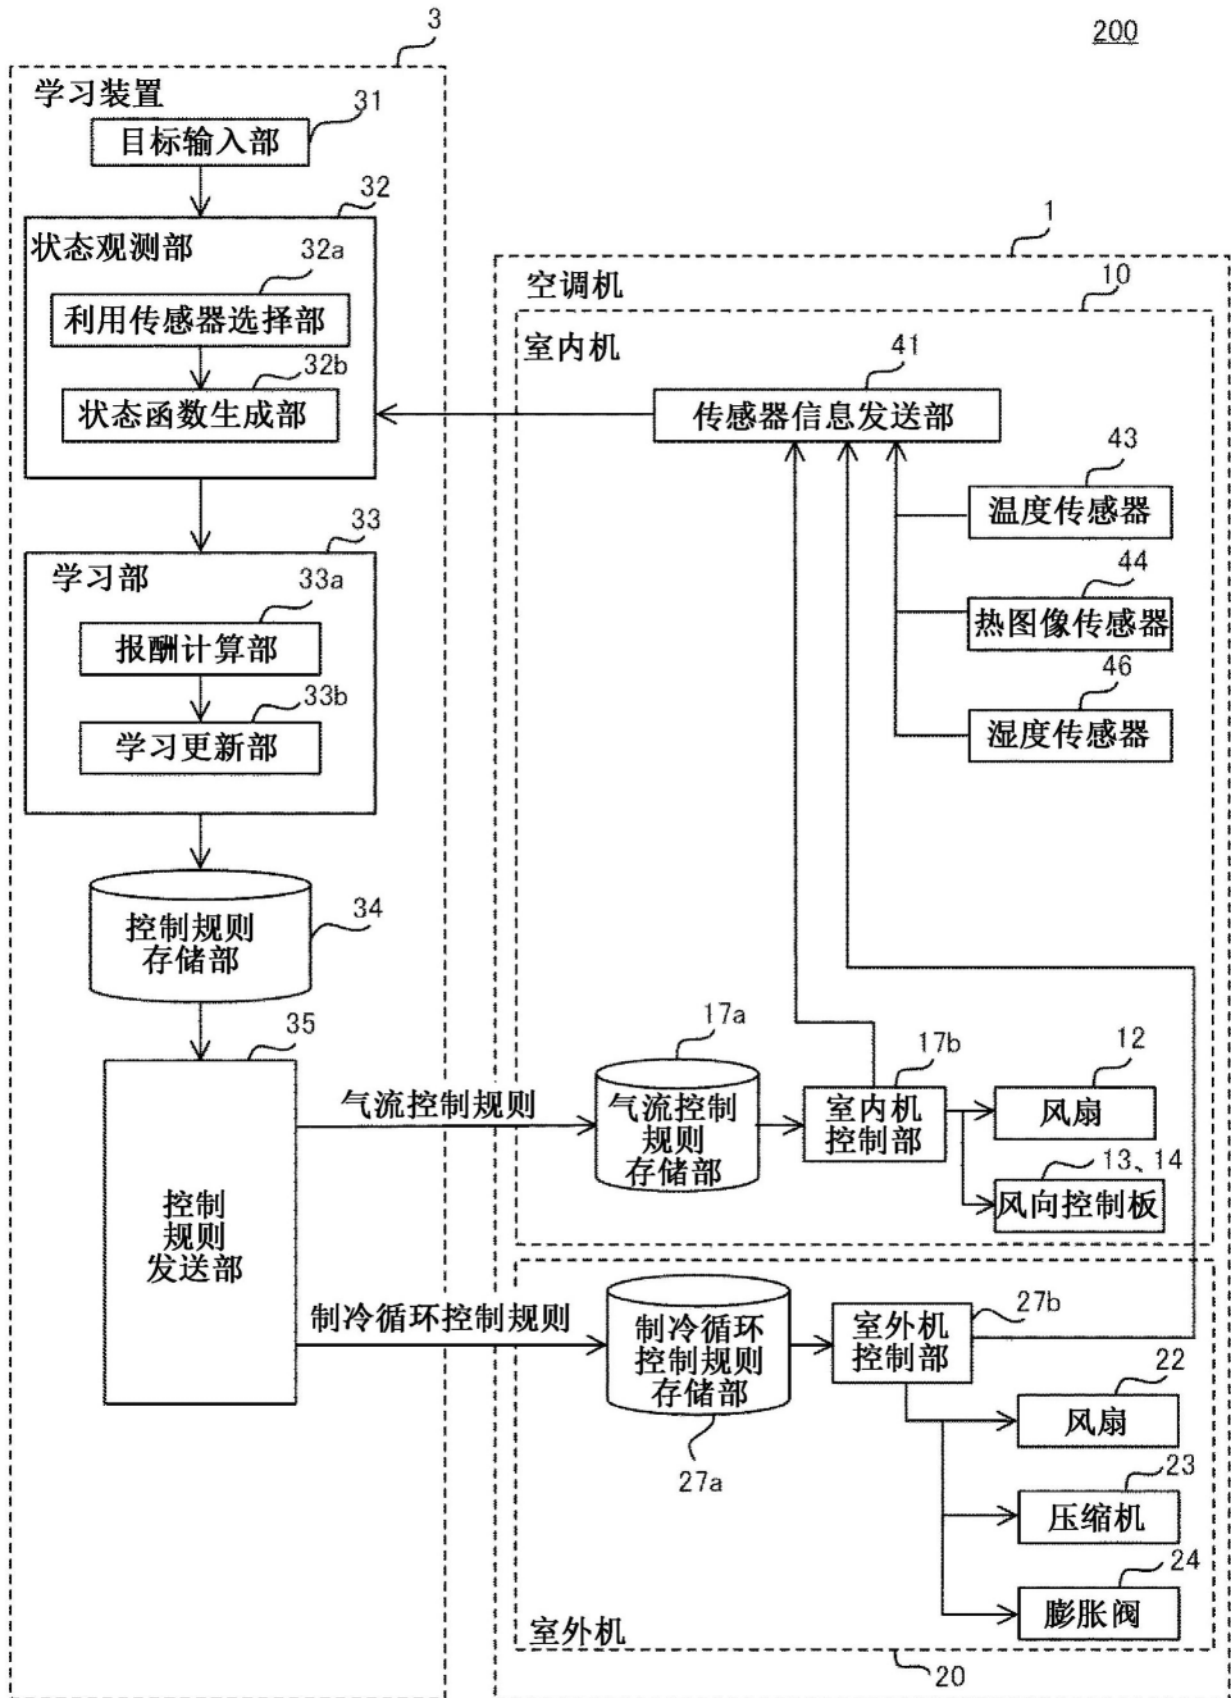 200
3
学习装置
31
目标输入部
32
状态观测部
32a
利用传感器选择部
32b
状态函数生成部
33
学习部
33a
报酬计算部
33b
学习更新部
34
控制规则
存储部
35
控制
规则
发送部
气流控制规则
制冷循环控制规则
1
空调机
10
室内机
41
传感器信息发送部
43
温度传感器
44
热图像传感器
46
湿度传感器
17a
气流控制
规则
存储部
17b
室内机
控制部
12
风扇
13、14
风向控制板
制冷循环
控制规则
存储部
27a
室外机
控制部
27b
22
风扇
23
压缩机
24
膨胀阀
室外机
20